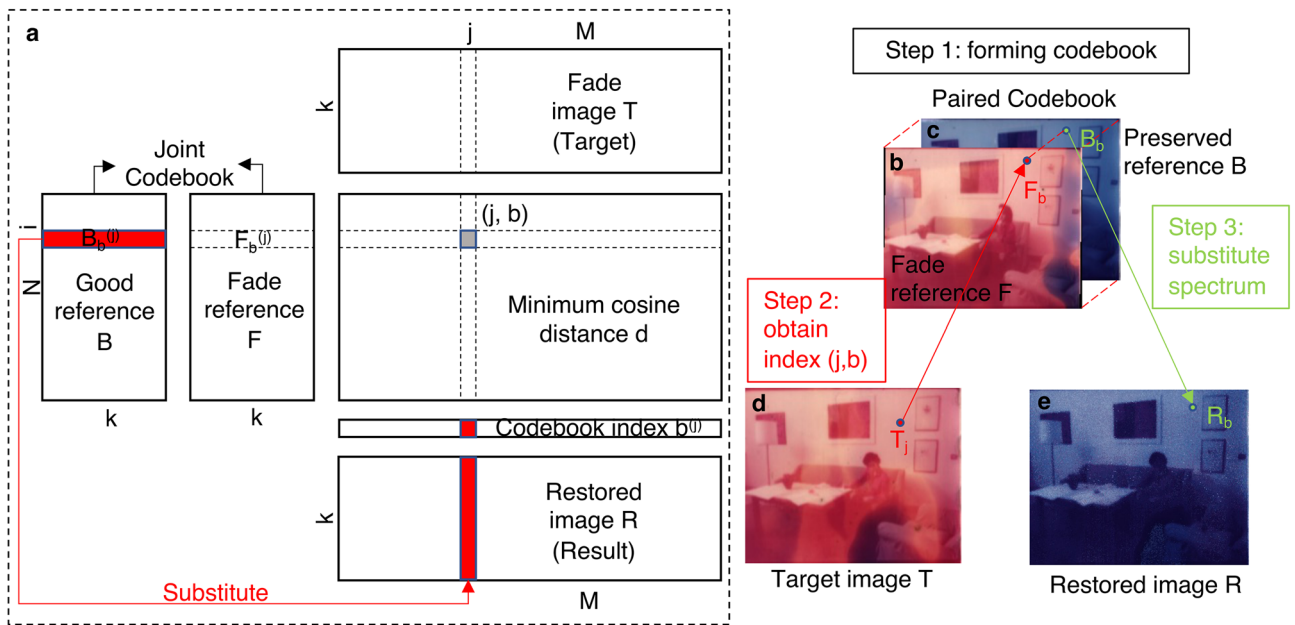 a
j
M
k
Fade
image T
(Target)
Joint
Codebook
i
N
B_b^(j)
Good
reference
B
k
F_b^(j)
Fade
reference
F
k
(j, b)
Minimum cosine
distance d
Codebook index b^(j)
k
Restored
image R
(Result)
M
Substitute
Step 1: forming codebook
Paired Codebook
c
B_b
Preserved
reference B
b
F_b
Fade
reference F
Step 2:
obtain
index (j,b)
Step 3:
substitute
spectrum
d
T_j
Target image T
e
R_b
Restored image R